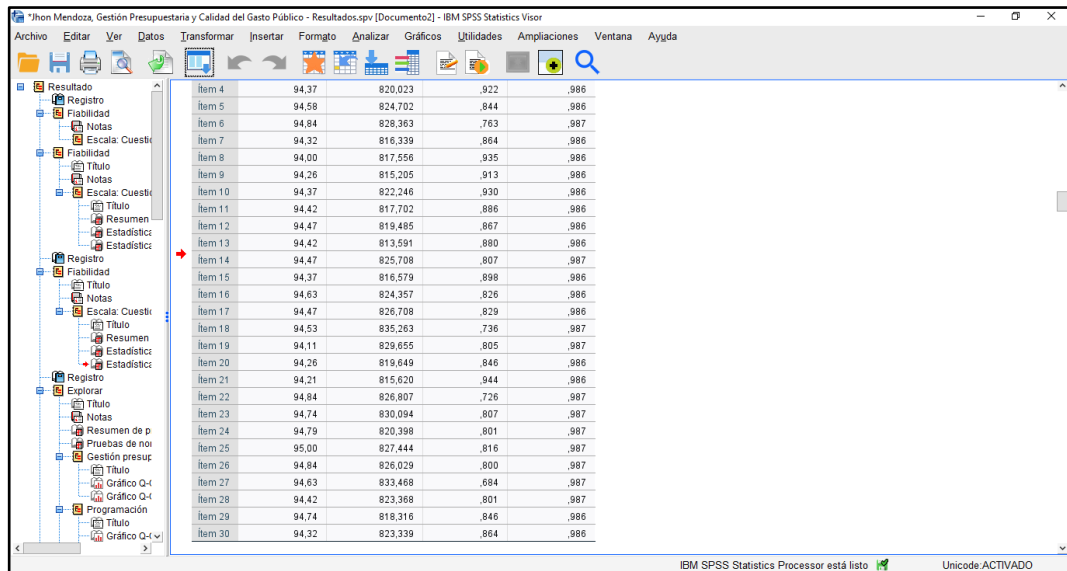 *Jhon Mendoza, Gestión Presupuestaria y Calidad del Gasto Público - Resultados.spv [Documento2] - IBM SPSS Statistics Visor
Archivo Editar Ver Datos Transformar Insertar Formato Analizar Gráficos Utilidades Ampliaciones Ventana Ayuda
Resultado
Registro
Fiabilidad
Notas
Escala: Cuestic
Fiabilidad
Título
Notas
Escala: Cuestic
Título
Resumen
Estadística
Estadística
Registro
Fiabilidad
Título
Notas
Escala: Cuestic
Título
Resumen
Estadística
Estadística
Registro
Explorar
Título
Notas
Resumen de p
Pruebas de nor
Gestión presup
Título
Gráfico Q-(
Gráfico Q-(
Programación
Título
Gráfico Q-(
Ítem 4 94,37 820,023 ,922 ,986
Ítem 5 94,58 824,702 ,844 ,986
Ítem 6 94,84 828,363 ,763 ,987
Ítem 7 94,32 816,339 ,864 ,986
Ítem 8 94,00 817,556 ,935 ,986
Ítem 9 94,26 815,205 ,913 ,986
Ítem 10 94,37 822,246 ,930 ,986
Ítem 11 94,42 817,702 ,886 ,986
Ítem 12 94,47 819,485 ,867 ,986
Ítem 13 94,42 813,591 ,880 ,986
Ítem 14 94,47 825,708 ,807 ,987
Ítem 15 94,37 816,579 ,898 ,986
Ítem 16 94,63 824,357 ,826 ,986
Ítem 17 94,47 826,708 ,829 ,986
Ítem 18 94,53 835,263 ,736 ,987
Ítem 19 94,11 829,655 ,805 ,987
Ítem 20 94,26 819,649 ,846 ,986
Ítem 21 94,21 815,620 ,944 ,986
Ítem 22 94,84 826,807 ,726 ,987
Ítem 23 94,74 830,094 ,807 ,987
Ítem 24 94,79 820,398 ,801 ,987
Ítem 25 95,00 827,444 ,816 ,987
Ítem 26 94,84 826,029 ,800 ,987
Ítem 27 94,63 833,468 ,684 ,987
Ítem 28 94,42 823,368 ,801 ,987
Ítem 29 94,74 818,316 ,846 ,986
Ítem 30 94,32 823,339 ,864 ,986
IBM SPSS Statistics Processor está listo Unicode:ACTIVADO